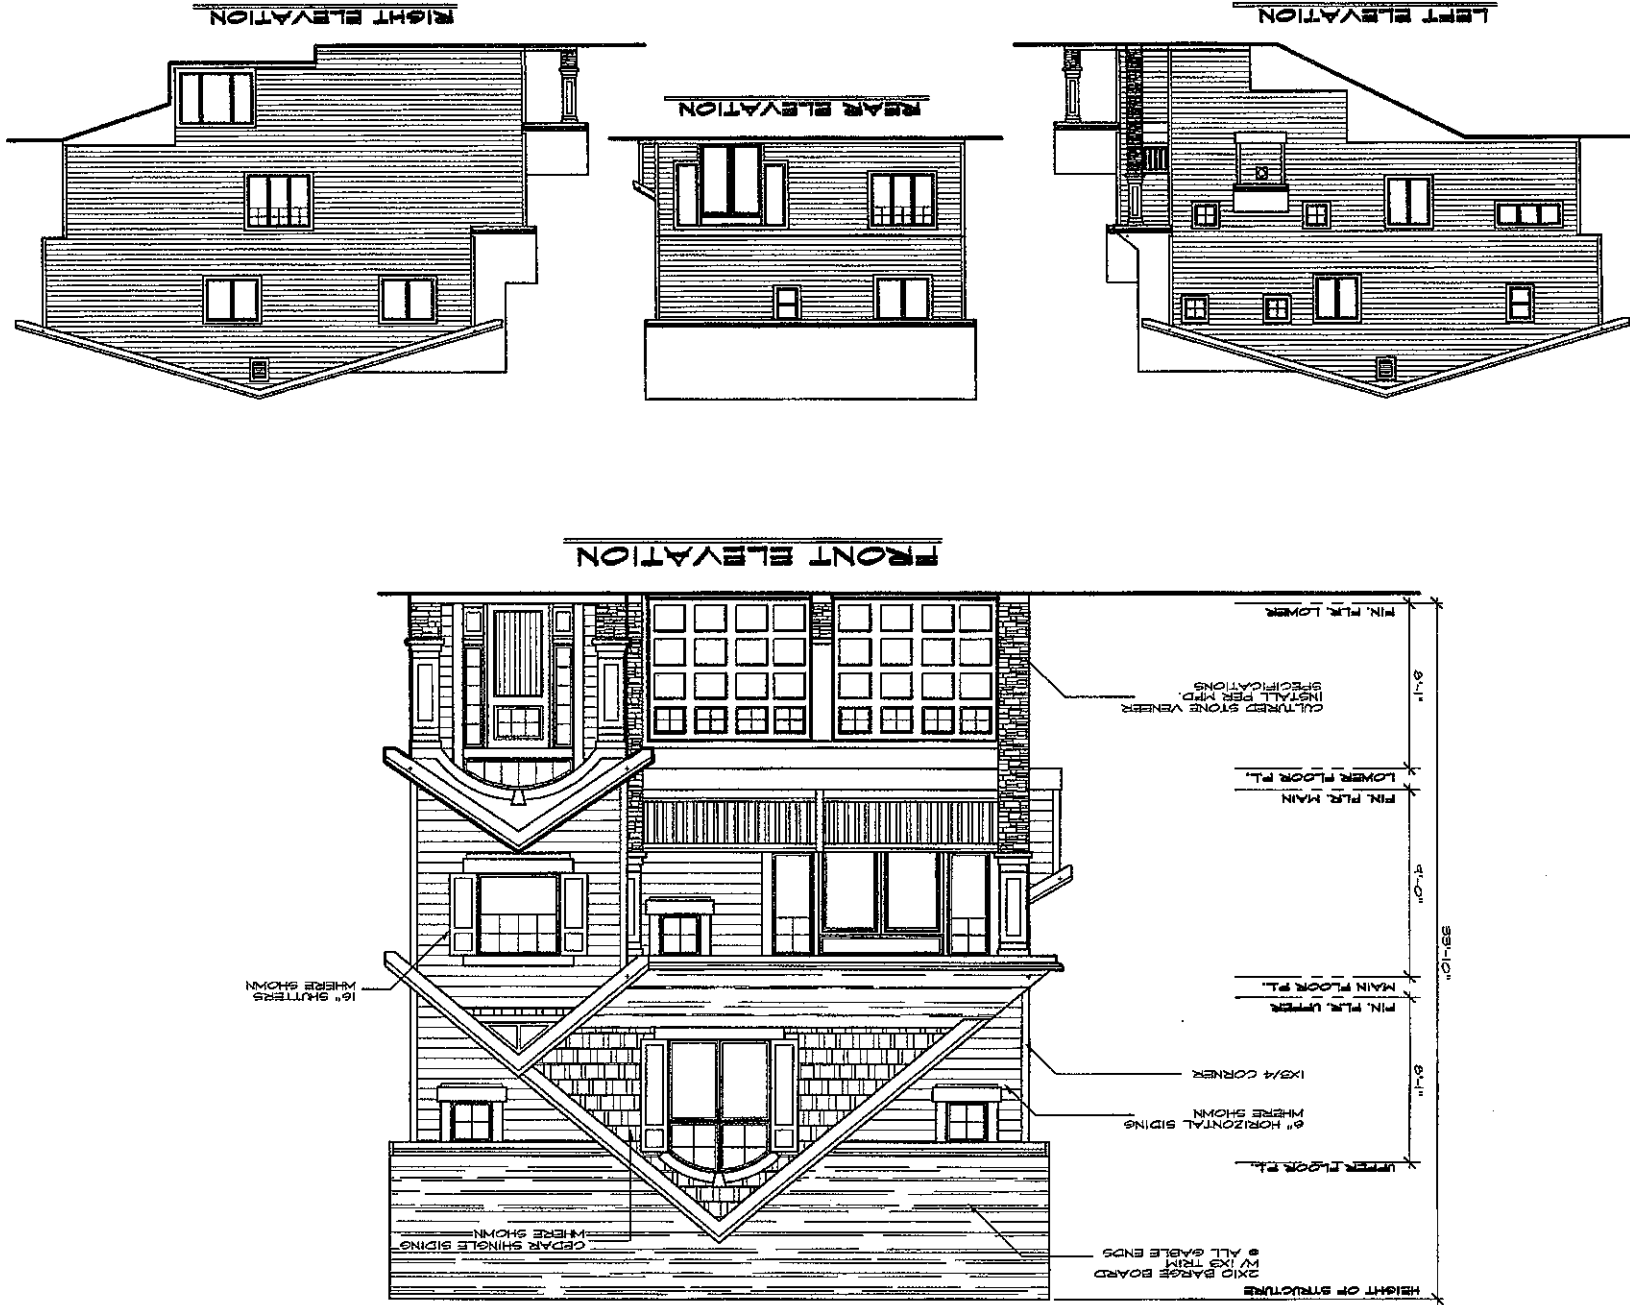 HEIGHT OF STRUCTURE
2X10 BARGE BOARD
W/ 1X3 TRIM
@ ALL GABLE ENDS
CEDAR SHINGLE SIDING
WHERE SHOWN
UPPER FLOOR PL.
6" HORIZONTAL SIDING
WHERE SHOWN
1X3/4 CORNER
8'-1"
FIN. FLR. UPPER
MAIN FLOOR PL.
16" SHUTTERS
WHERE SHOWN
33'-10"
9'-0"
FIN. FLR. MAIN
LOWER FLOOR PL.
CULTURED STONE VENEER
INSTALL PER MFD.
SPECIFICATIONS
8'-1"
FIN. FLR. LOWER
FRONT ELEVATION
LEFT ELEVATION
REAR ELEVATION
RIGHT ELEVATION